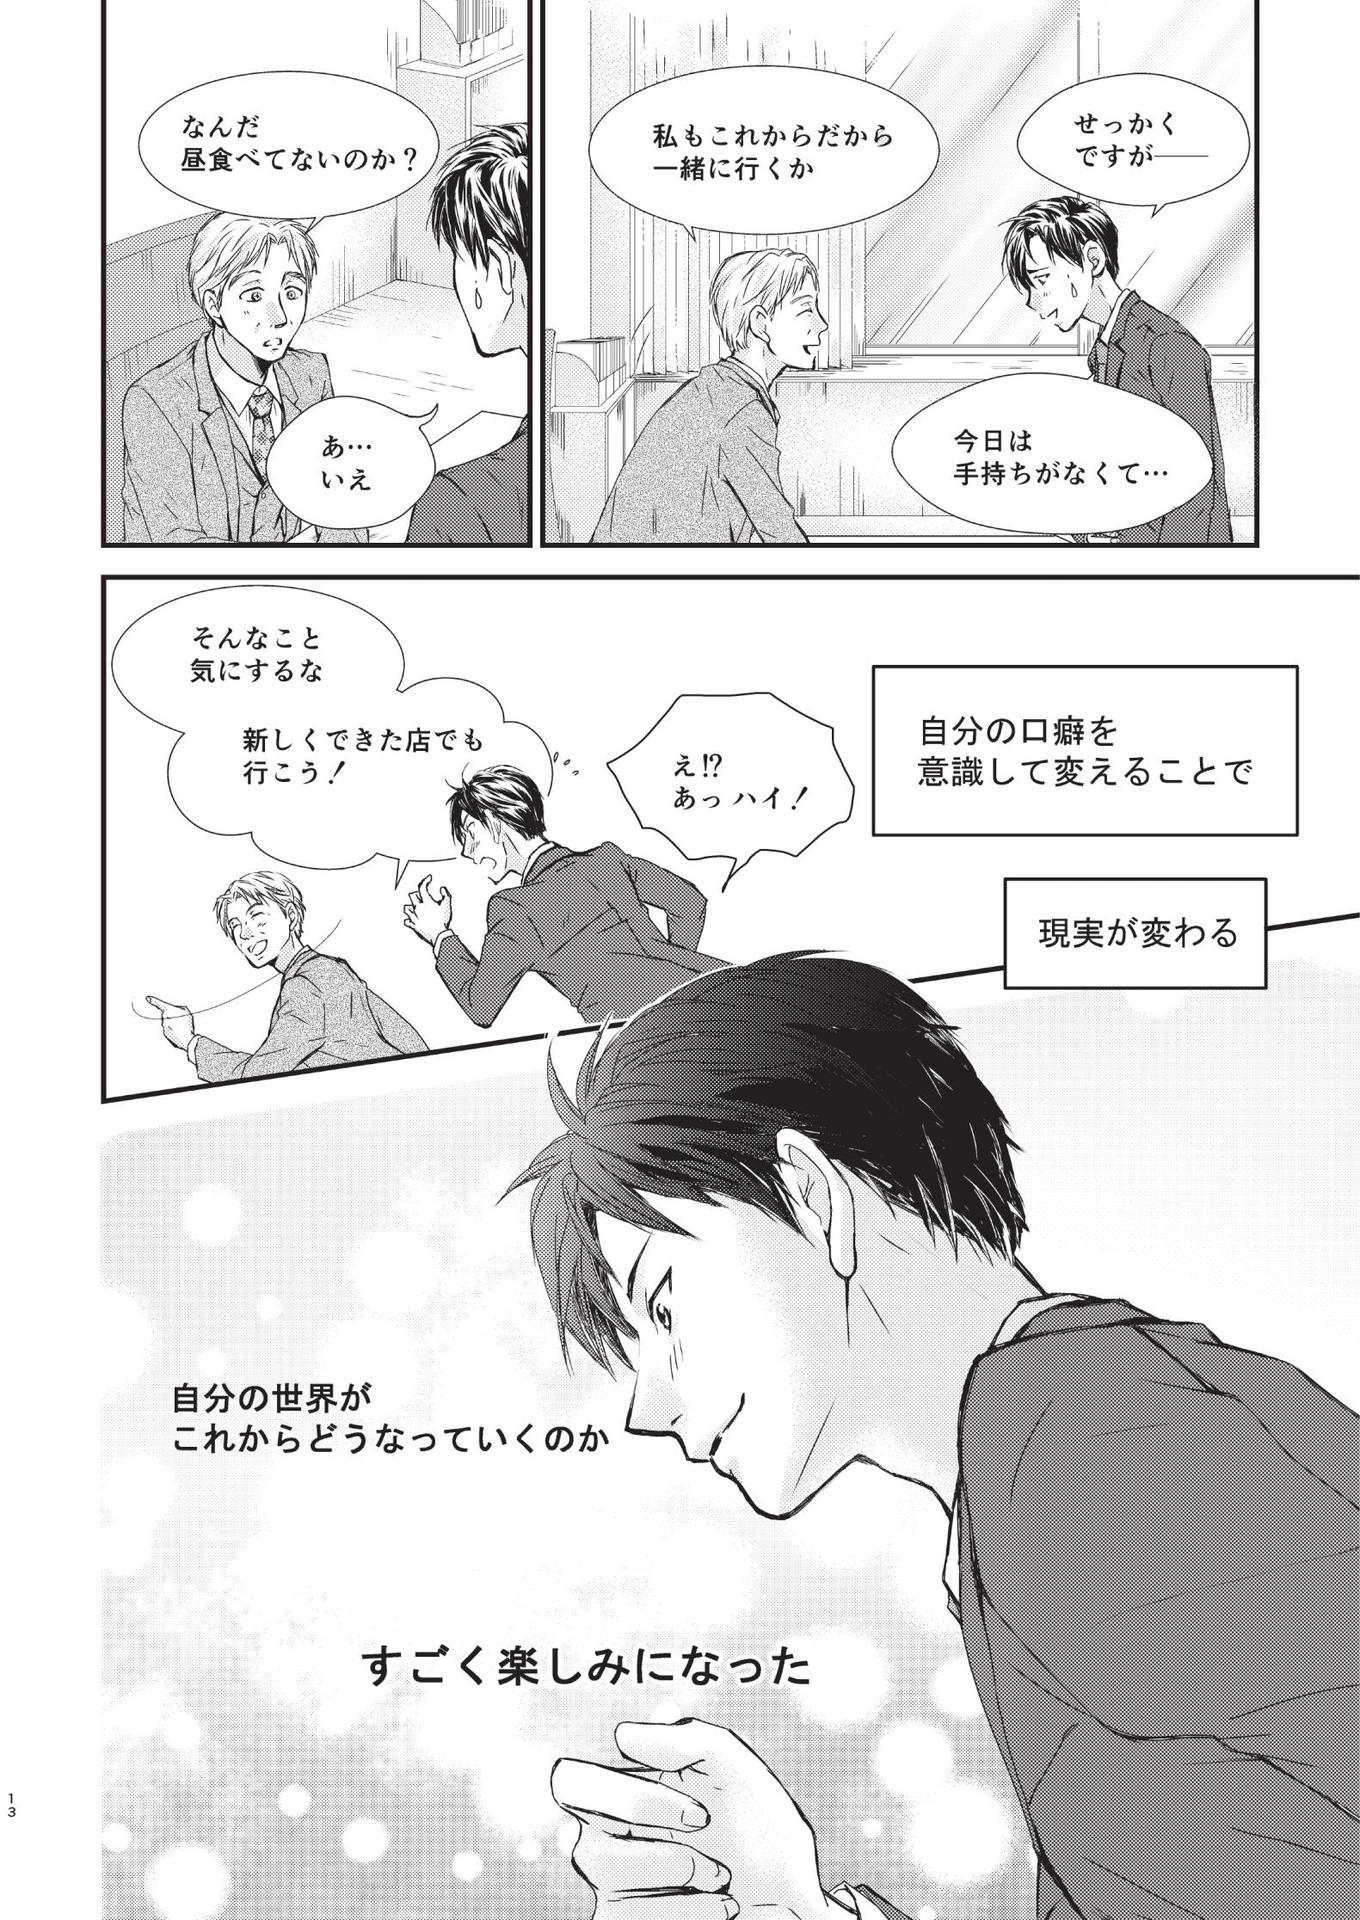 なんだ
昼食べてないのか？
あ…
いえ
私もこれからだから
一緒に行くか
せっかく
ですが――
今日は
手持ちがなくて…
そんなこと
気にするな
新しくできた店でも
行こう！
え!?
あっ ハイ！
自分の口癖を
意識して変えることで
現実が変わる
自分の世界が
これからどうなっていくのか
すごく楽しみになった
13